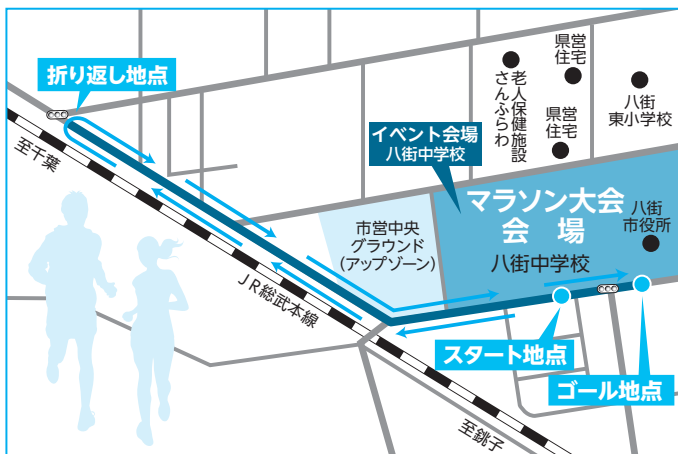 折り返し地点
至千葉
JR総武本線
至銚子
イベント会場
八街中学校
市営中央
グラウンド
(アップゾーン)
マラソン大会
会場
八街中学校
老人保健施設
さんふらわ
県営
住宅
県営
住宅
八街
東小学校
八街
市役所
スタート地点
ゴール地点